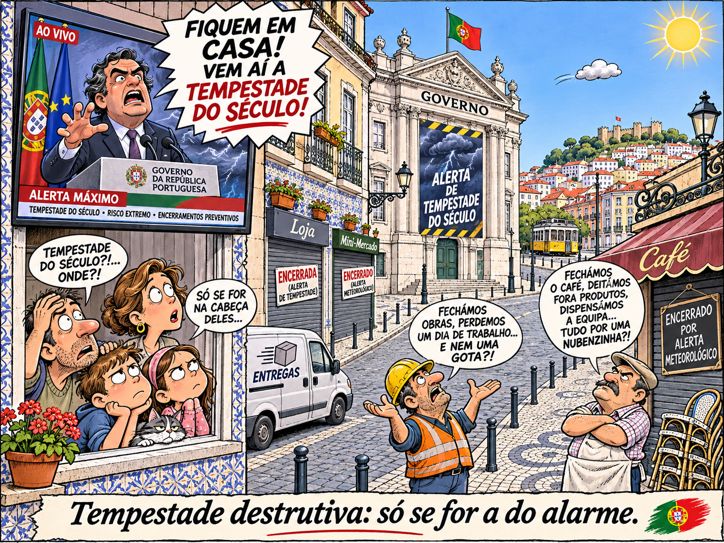 AO VIVO
FIQUEM EM
CASA!
VEM AÍ A
TEMPESTADE
DO SÉCULO!
GOVERNO
DA REPÚBLICA
PORTUGUESA
ALERTA MÁXIMO
TEMPESTADE DO SÉCULO • RISCO EXTREMO • ENCERRAMENTOS PREVENTIVOS
GOVERNO
ALERTA
DE
TEMPESTADE
DO SÉCULO
Loja
Mini-Mercado
ENCERRADA
(ALERTA
DE TEMPESTADE)
ENCERRADO
(ALERTA
METEOROLÓGICO)
TEMPESTADE
DO SÉCULO?!...
ONDE?!
SÓ SE FOR
NA CABEÇA
DELES...
ENTREGAS
FECHÁMOS
OBRAS, PERDEMOS
UM DIA DE TRABALHO...
E NEM UMA
GOTA?!
FECHÁMOS
O CAFÉ, DEITÁMOS
FORA PRODUTOS,
DISPENSÁMOS
A EQUIPA...
TUDO POR UMA
NUBENZINHA?!
Café
ENCERRADO
POR
ALERTA
METEOROLÓGICO
Tempestade destrutiva: só se for a do alarme.